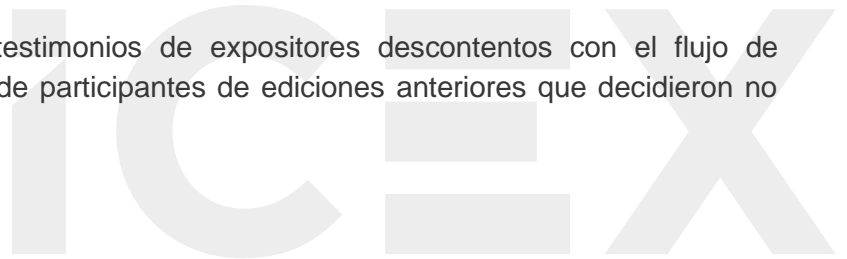 testimonios de expositores descontentos con el flujo de
de participantes de ediciones anteriores que decidieron no
ICEX